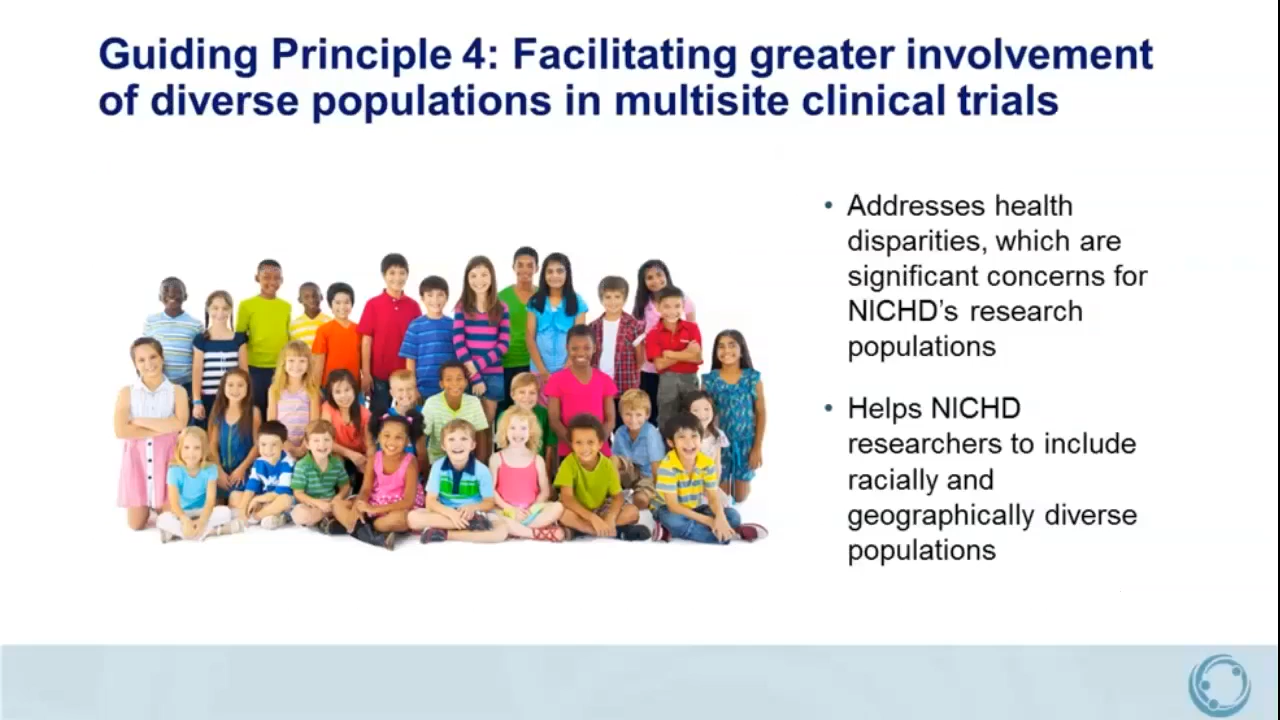 Guiding Principle 4: Facilitating greater involvement
of diverse populations in multisite clinical trials
• Addresses health
disparities, which are
significant concerns for
NICHD’s research
populations
• Helps NICHD
researchers to include
racially and
geographically diverse
populations